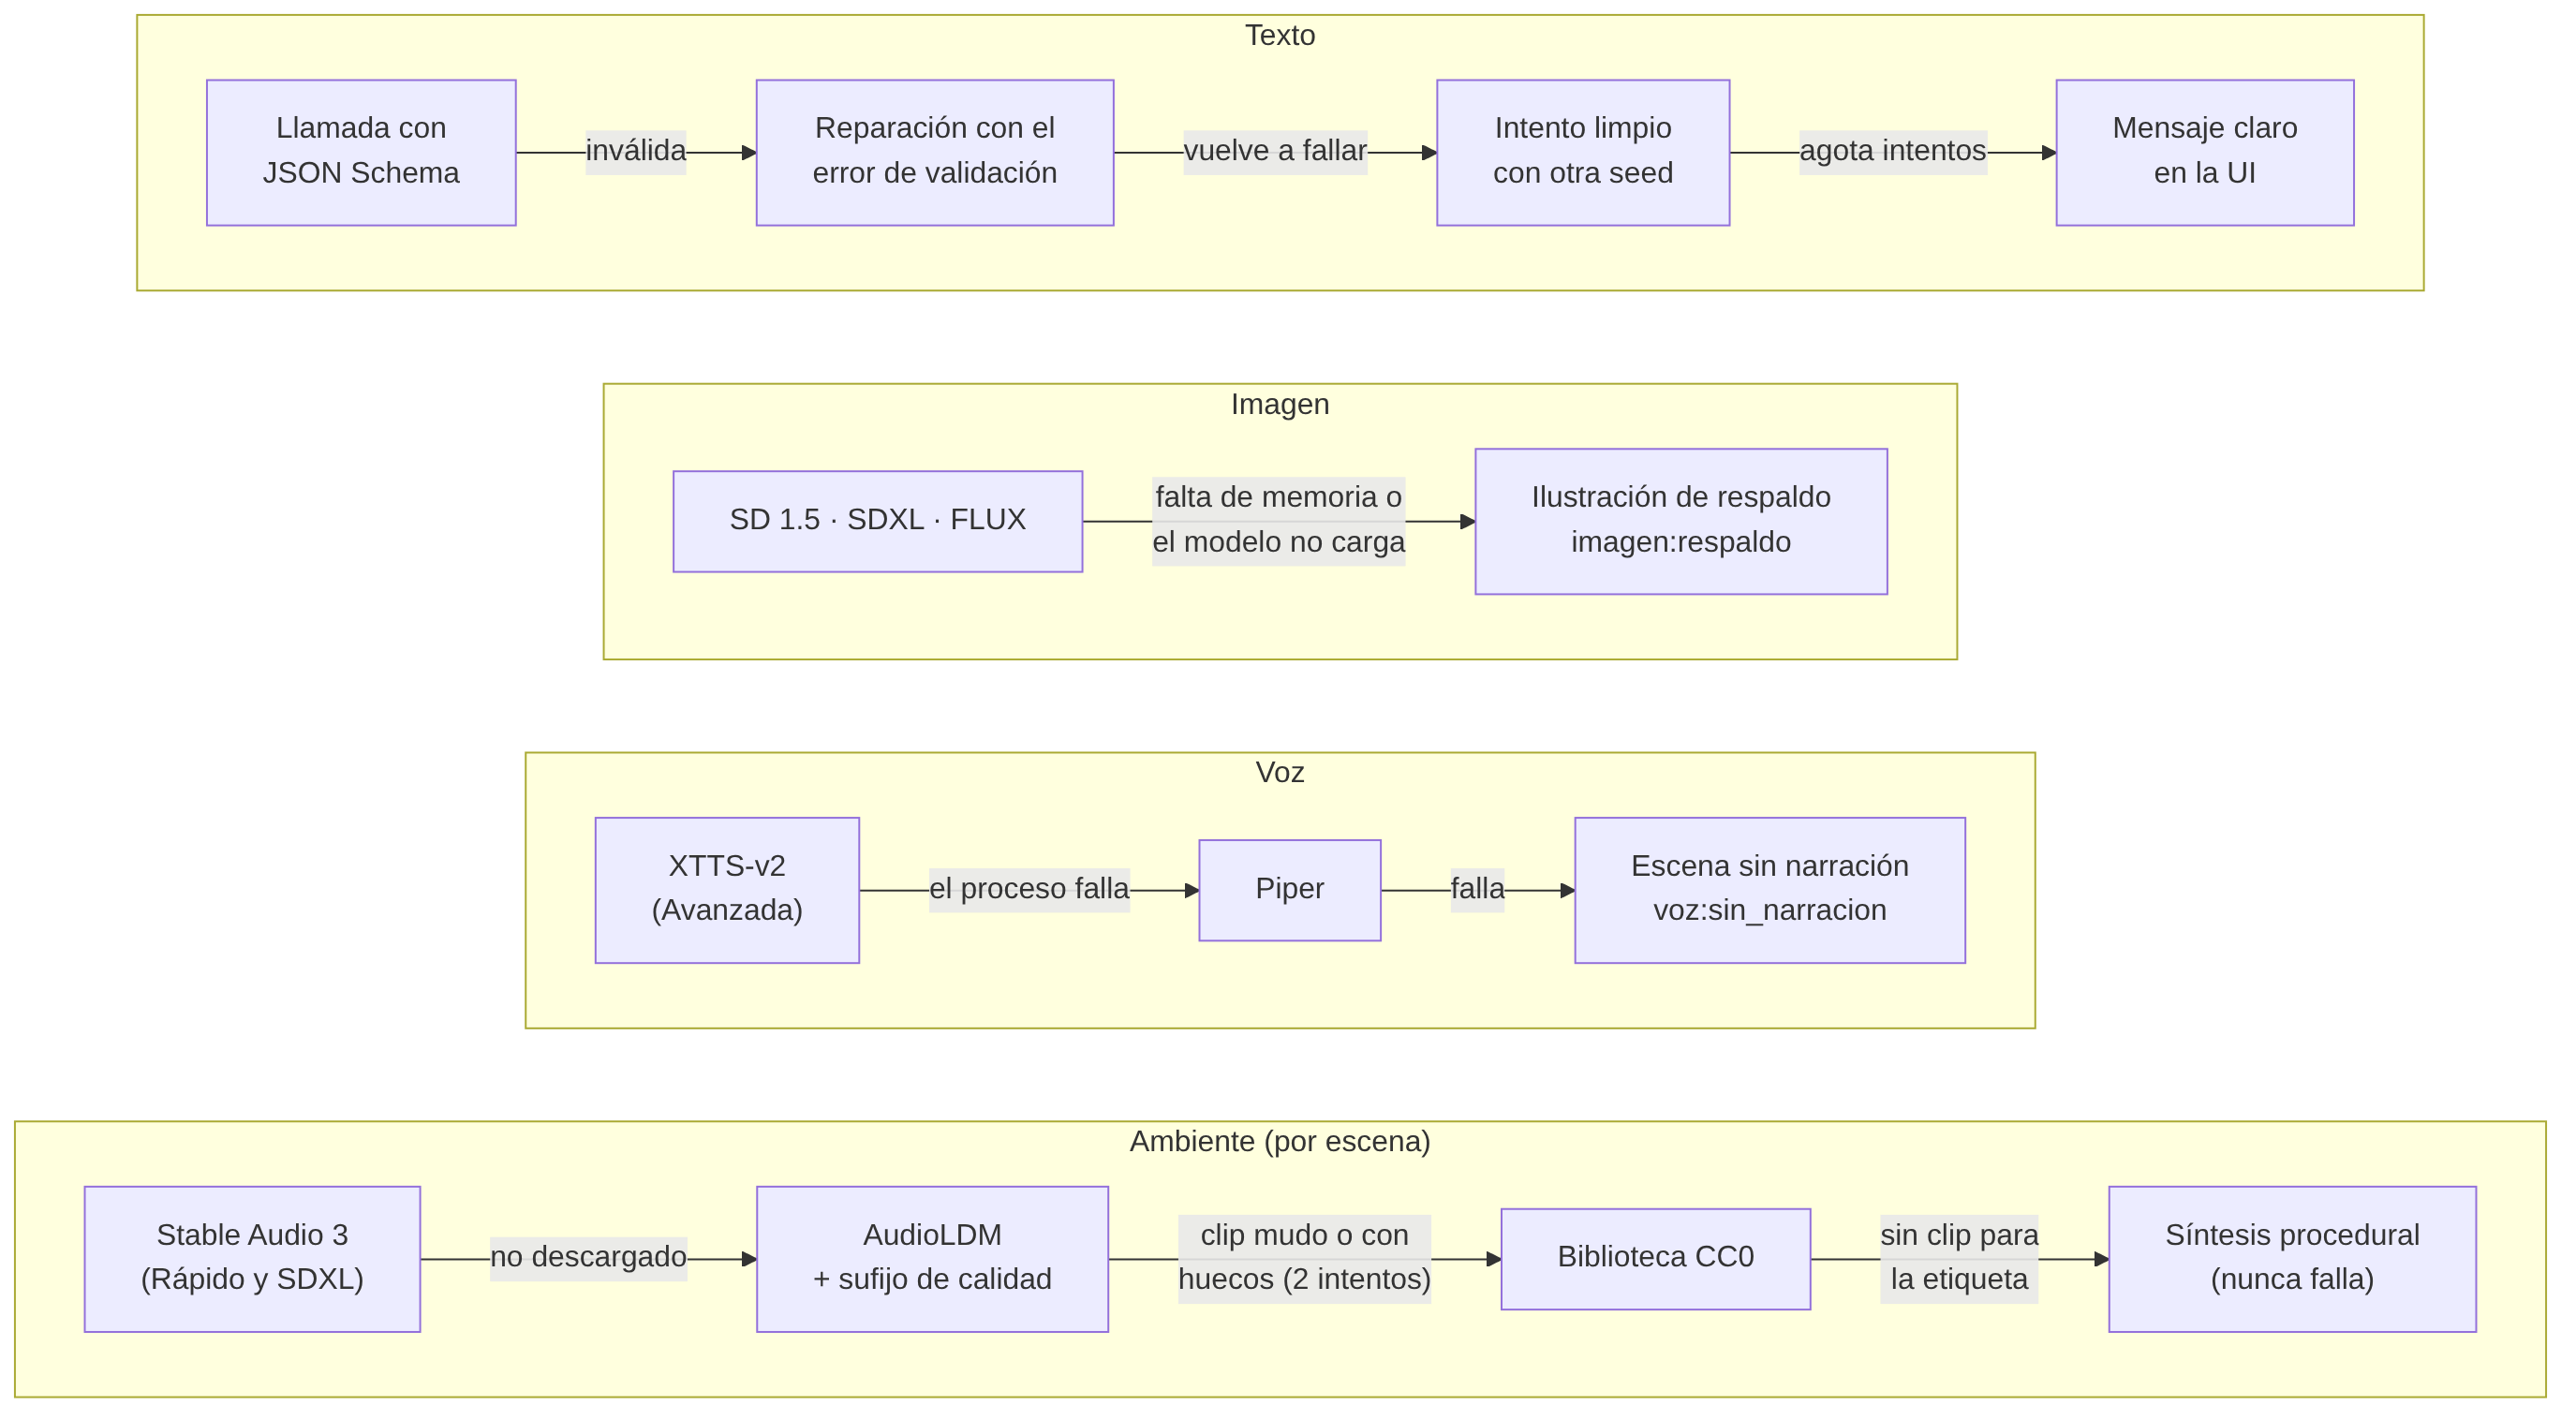 Texto
Llamada con
JSON Schema
inválida
Reparación con el
error de validación
vuelve a fallar
Intento limpio
con otra seed
agota intentos
Mensaje claro
en la UI
Imagen
SD 1.5 · SDXL · FLUX
falta de memoria o
el modelo no carga
Ilustración de respaldo
imagen:respaldo
Voz
XTTS-v2
(Avanzada)
el proceso falla
Piper
falla
Escena sin narración
voz:sin_narracion
Ambiente (por escena)
Stable Audio 3
(Rápido y SDXL)
no descargado
AudioLDM
+ sufijo de calidad
clip mudo o con
huecos (2 intentos)
Biblioteca CC0
sin clip para
la etiqueta
Síntesis procedural
(nunca falla)